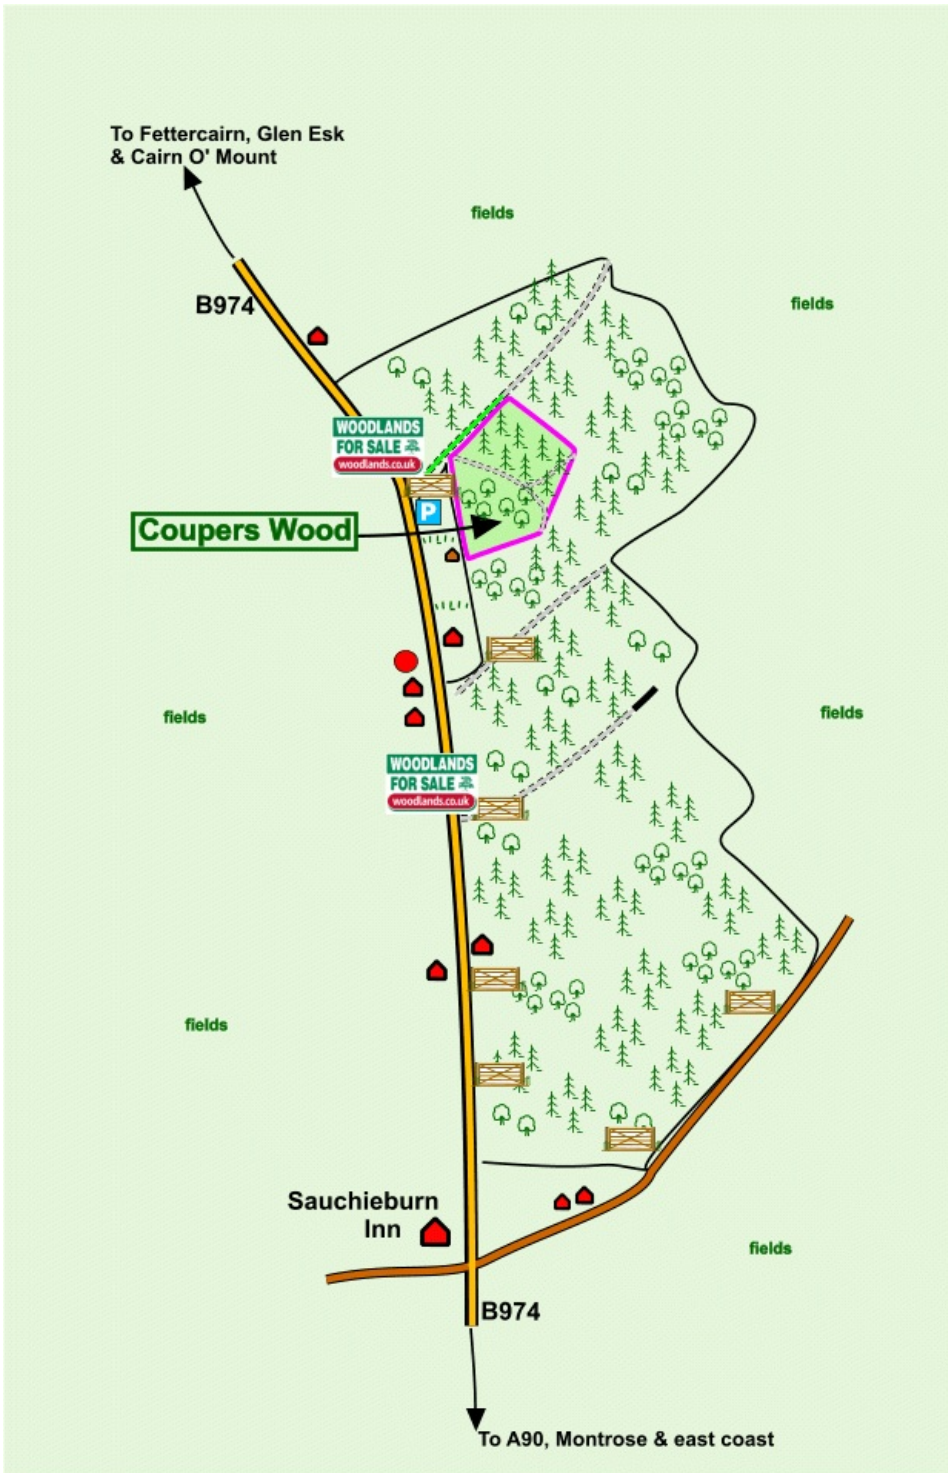 To Fettercairn, Glen Esk
& Cairn O' Mount
fields
fields
B974
WOODLANDS
FOR SALE
woodlands.co.uk
P
Coupers Wood
fields
fields
WOODLANDS
FOR SALE
woodlands.co.uk
fields
Sauchieburn
Inn
fields
B974
To A90, Montrose & east coast